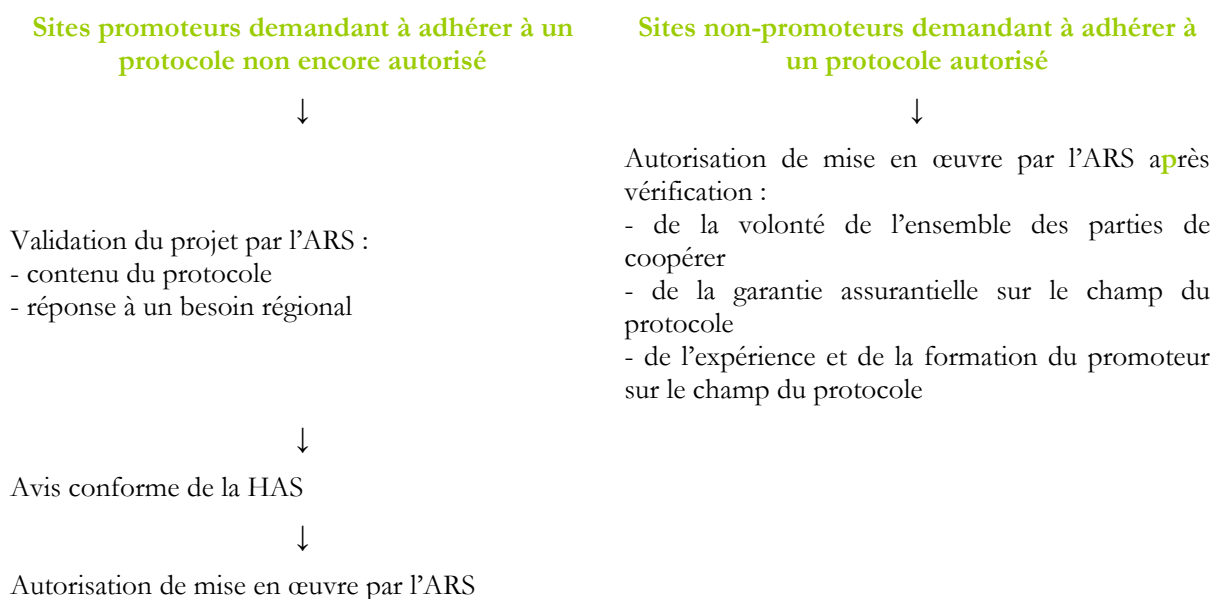 Sites promoteurs demandant à adhérer à un
protocole non encore autorisé
↓
Validation du projet par l’ARS :
- contenu du protocole
- réponse à un besoin régional
↓
Avis conforme de la HAS
↓
Autorisation de mise en œuvre par l’ARS
Sites non-promoteurs demandant à adhérer à
un protocole autorisé
↓
Autorisation de mise en œuvre par l’ARS après
vérification :
- de la volonté de l’ensemble des parties de
coopérer
- de la garantie assurantielle sur le champ du
protocole
- de l’expérience et de la formation du promoteur
sur le champ du protocole